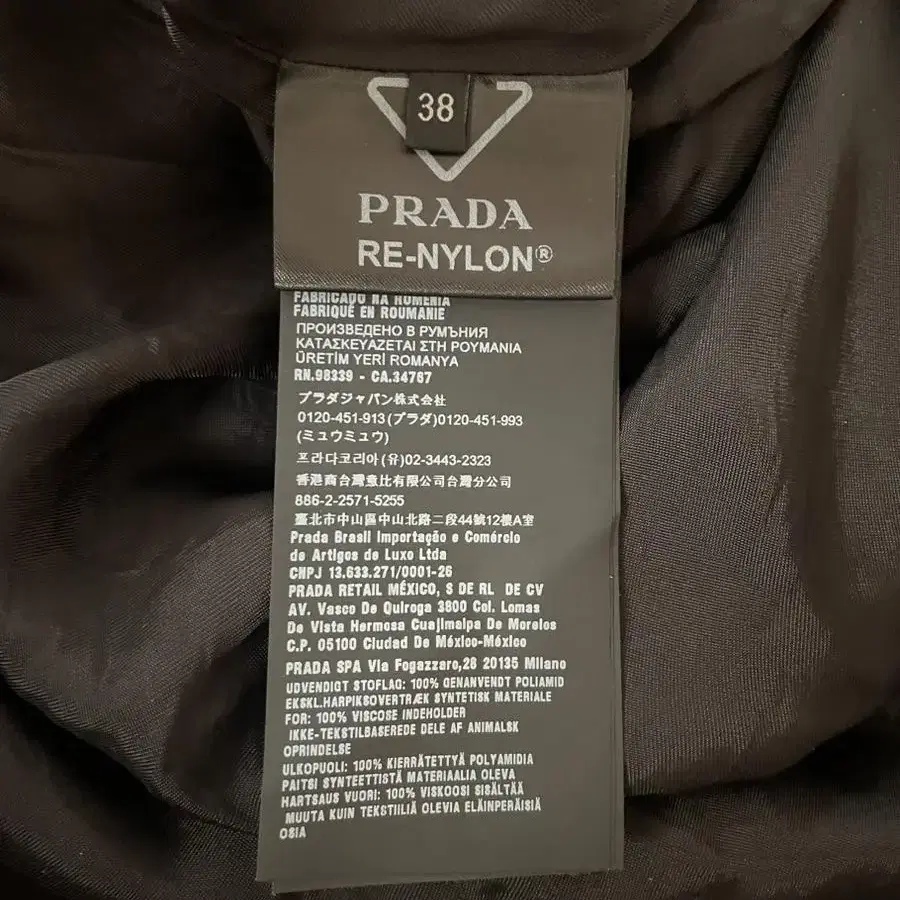 38
PRADA
RE-NYLON®
FABRICADO NA ROMENIA
FABRIQUÉ EN ROUMANIE
ПРОИЗВЕДЕНО В РУМЪНИЯ
ΚΑΤΑΣΚΕΥΑΖΕΤΑΙ ΣΤΗ ΡΟΥΜΑΝΙΑ
ÜRETİM YERİ ROMANYA
RN.98339 - CA.34767
プラダジャパン株式会社
0120-451-913(プラダ)0120-451-993
(ミュウミュウ)
프라다코리아(유)02-3443-2323
香港商台灣意比有限公司台灣分公司
886-2-2571-5255
臺北市中山區中山北路二段44號12樓A室
Prada Brasil Importação e Comércio
de Artigos de Luxo Ltda
CNPJ 13.633.271/0001-26
PRADA RETAIL MÉXICO, S DE RL DE CV
AV. Vasco De Quiroga 3800 Col. Lomas
De Vista Hermosa Cuajimalpa De Morelos
C.P. 05100 Ciudad De México-México
PRADA SPA Via Fogazzaro,28 20135 Milano
UDVENDIGT STOFLAG: 100% GENANVENDT POLIAMID
EKSKL.HARPIKSOVERTRÆK SYNTETISK MATERIALE
FOR: 100% VISCOSE INDEHOLDER
IKKE-TEKSTILBASEREDE DELE AF ANIMALSK
OPRINDELSE
ULKOPUOLI: 100% KIERRÄTETTYÄ POLYAMIDIA
PAITSI SYNTEETTISTÄ MATERIAALIA OLEVA
HARTSAUS VUORI: 100% VISKOOSI SISÄLTÄÄ
MUUTA KUIN TEKSTIILIÄ OLEVIA ELÄINPERÄISIÄ
OSIA